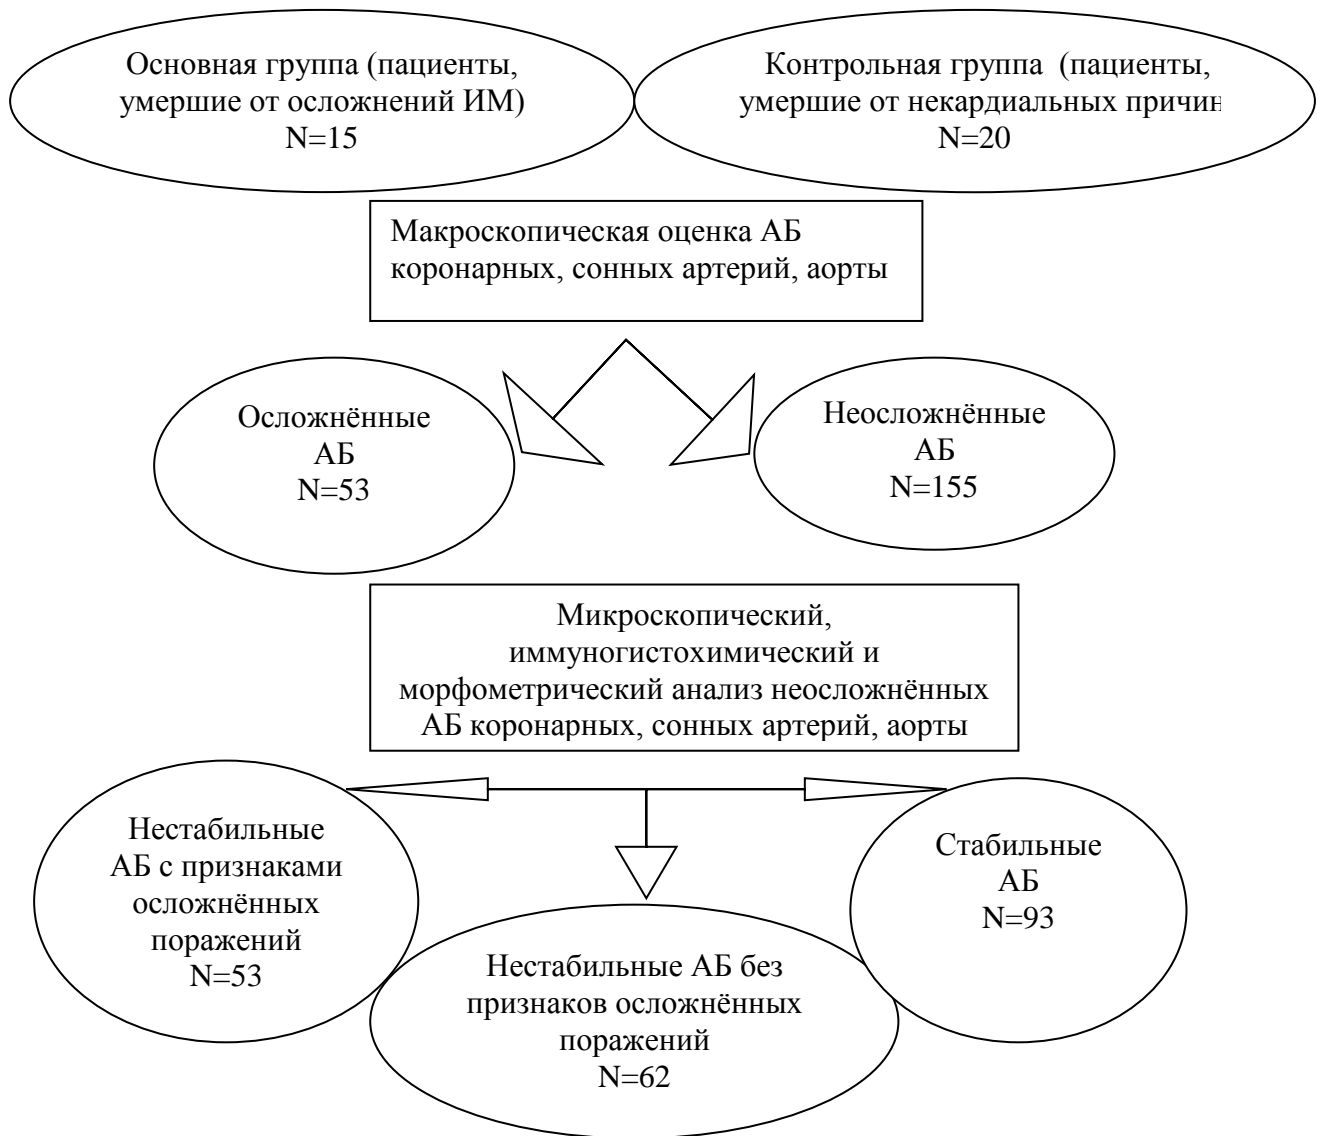 Основная группа (пациенты,
умершие от осложнений ИМ)
N=15
Контрольная группа (пациенты,
умершие от некардиальных причин
N=20
Макроскопическая оценка АБ
коронарных, сонных артерий, аорты
Осложнённые
АБ
N=53
Неосложнённые
АБ
N=155
Микроскопический,
иммуногистохимический и
морфометрический анализ неосложнённых
АБ коронарных, сонных артерий, аорты
Нестабильные
АБ с признаками
осложнённых
поражений
N=53
Нестабильные АБ без
признаков осложнённых
поражений
N=62
Стабильные
АБ
N=93